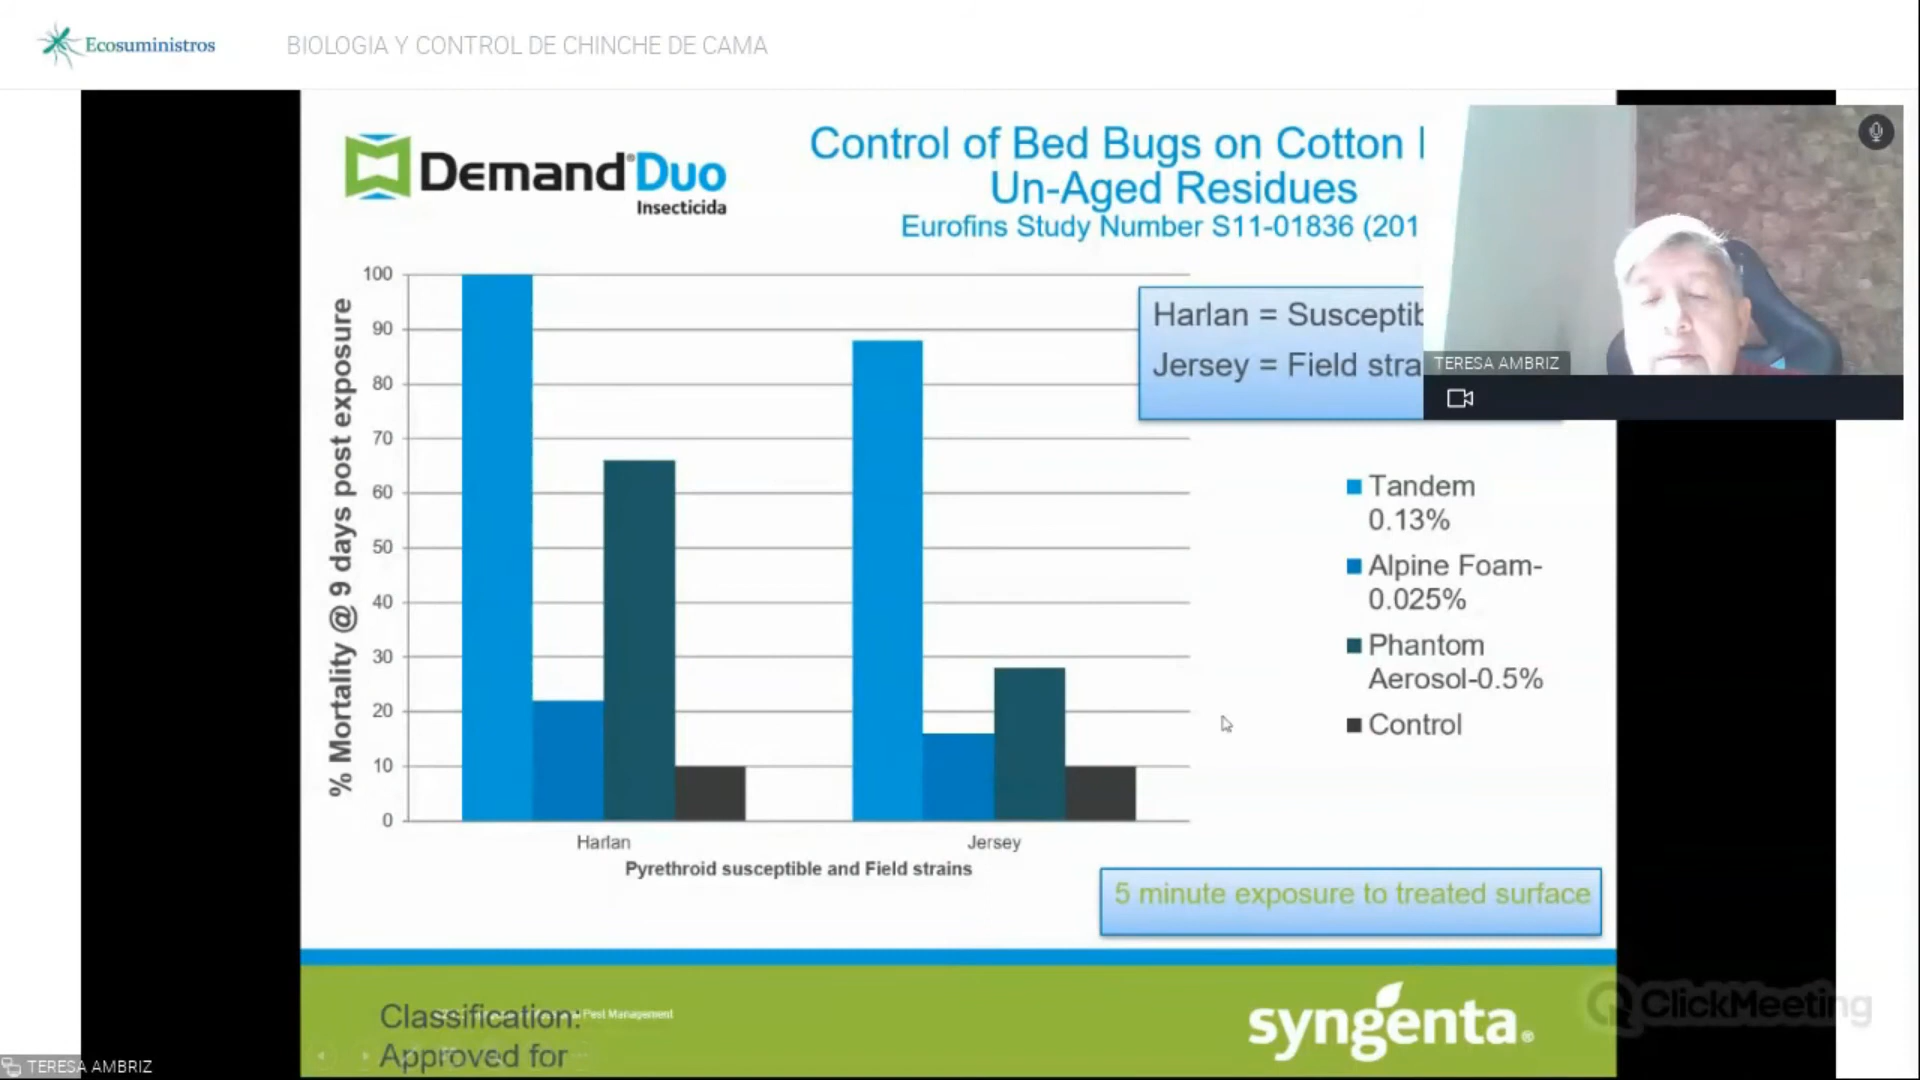 Ecosuministros
BIOLOGIA Y CONTROL DE CHINCHE DE CAMA
Demand Duo
Insecticida
Control of Bed Bugs on Cotton
Un-Aged Residues
Eurofins Study Number S11-01836 (201
Harlan = Susceptib
Jersey = Field stra
TERESA AMBRIZ
% Mortality @ 9 days post exposure
100
90
80
70
60
50
40
30
20
10
0
Harlan
Jersey
Pyrethroid susceptible and Field strains
Tandem
0.13%
Alpine Foam-
0.025%
Phantom
Aerosol-0.5%
Control
5 minute exposure to treated surface
Classification:
Pest Management
Approved for
syngenta®
ClickMeeting
TERESA AMBRIZ